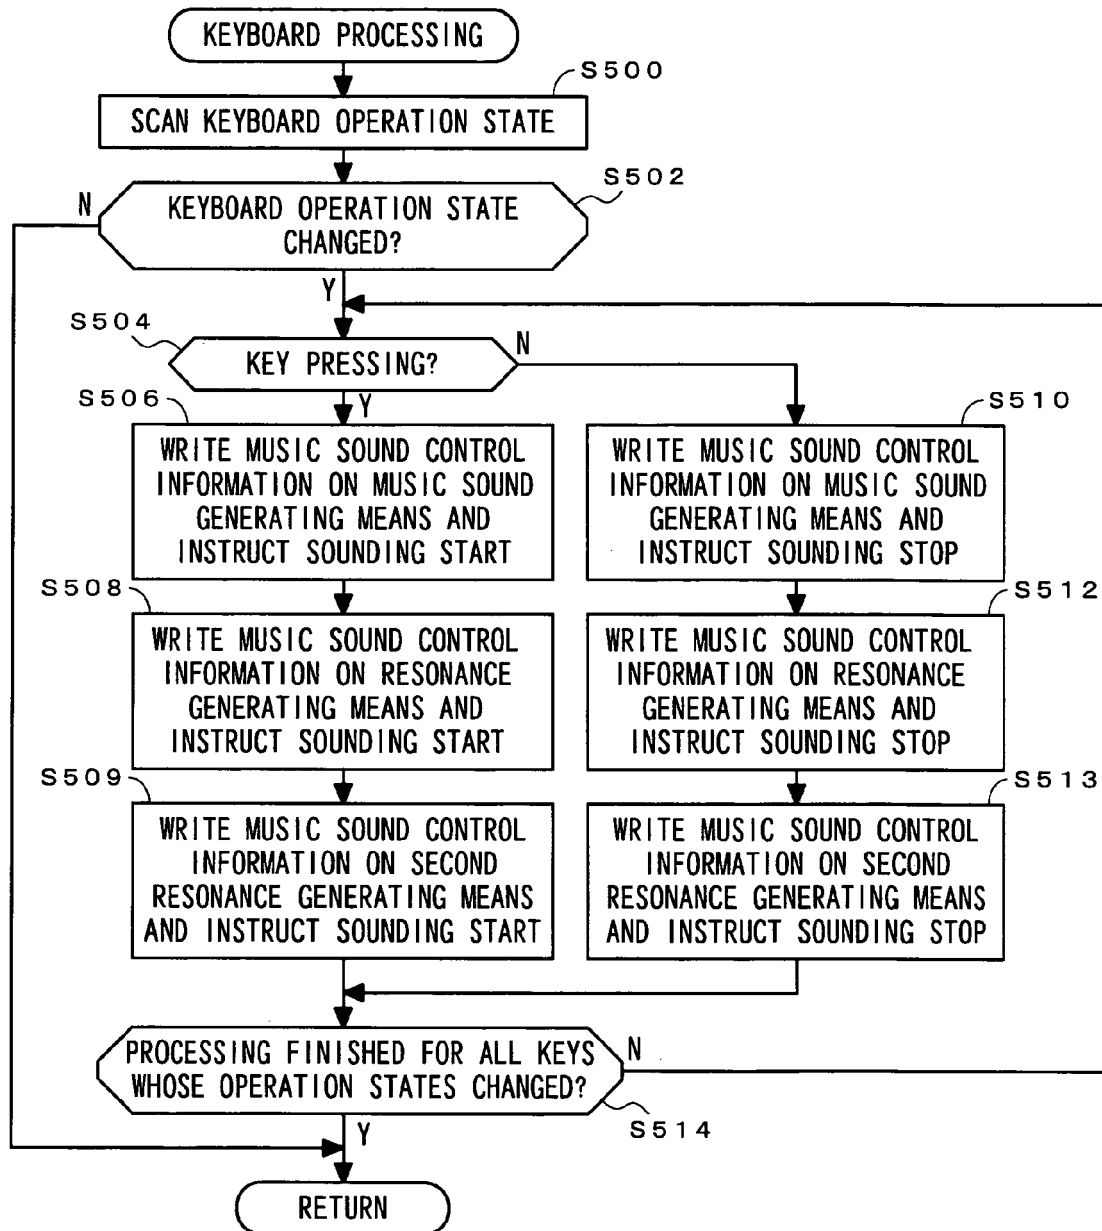 KEYBOARD PROCESSING
S500
SCAN KEYBOARD OPERATION STATE
S502
N
KEYBOARD OPERATION STATE
CHANGED?
Y
S504
KEY PRESSING?
N
Y
S506
WRITE MUSIC SOUND CONTROL
INFORMATION ON MUSIC SOUND
GENERATING MEANS AND
INSTRUCT SOUNDING START
S510
WRITE MUSIC SOUND CONTROL
INFORMATION ON MUSIC SOUND
GENERATING MEANS AND
INSTRUCT SOUNDING STOP
S508
WRITE MUSIC SOUND CONTROL
INFORMATION ON RESONANCE
GENERATING MEANS AND
INSTRUCT SOUNDING START
S512
WRITE MUSIC SOUND CONTROL
INFORMATION ON RESONANCE
GENERATING MEANS AND
INSTRUCT SOUNDING STOP
S509
WRITE MUSIC SOUND CONTROL
INFORMATION ON SECOND
RESONANCE GENERATING MEANS
AND INSTRUCT SOUNDING START
S513
WRITE MUSIC SOUND CONTROL
INFORMATION ON SECOND
RESONANCE GENERATING MEANS
AND INSTRUCT SOUNDING STOP
PROCESSING FINISHED FOR ALL KEYS
WHOSE OPERATION STATES CHANGED?
N
S514
Y
RETURN